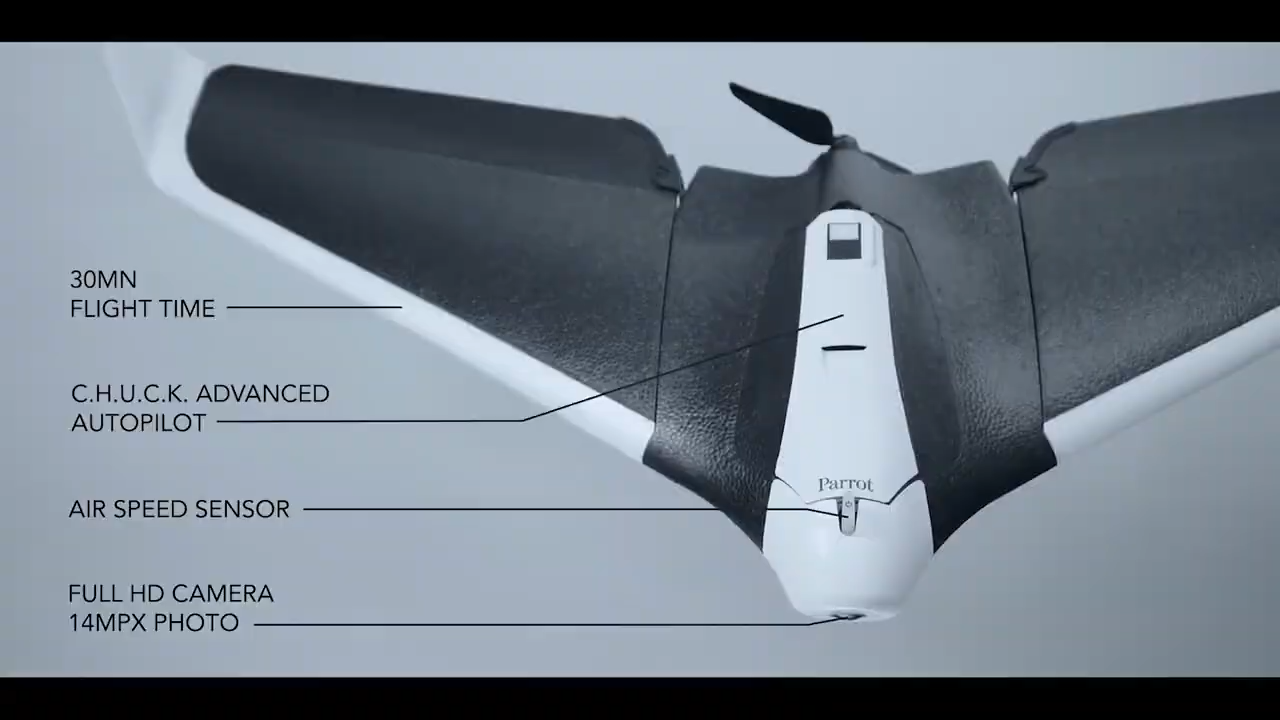 30MN
FLIGHT TIME
C.H.U.C.K. ADVANCED
AUTOPILOT
Parrot
AIR SPEED SENSOR
FULL HD CAMERA
14MPX PHOTO